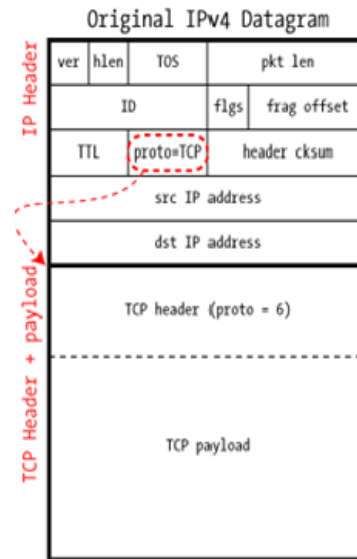 Original IPv4 Datagram
IP Header
ver hlen TOS pkt len
ID flgs frag offset
TTL proto=TCP header cksum
src IP address
dst IP address
TCP Header + payload
TCP header (proto = 6)
TCP payload